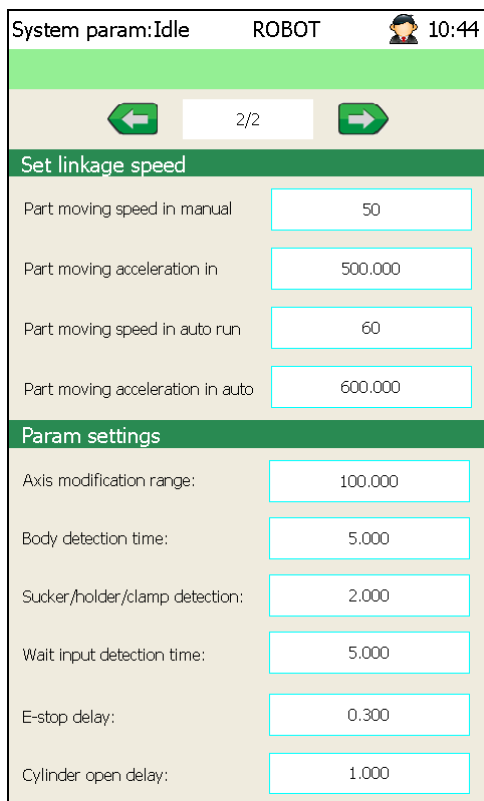 System param:Idle ROBOT 10:44
2/2
Set linkage speed
Part moving speed in manual 50
Part moving acceleration in 500.000
Part moving speed in auto run 60
Part moving acceleration in auto 600.000
Param settings
Axis modification range: 100.000
Body detection time: 5.000
Sucker/holder/clamp detection: 2.000
Wait input detection time: 5.000
E-stop delay: 0.300
Cylinder open delay: 1.000